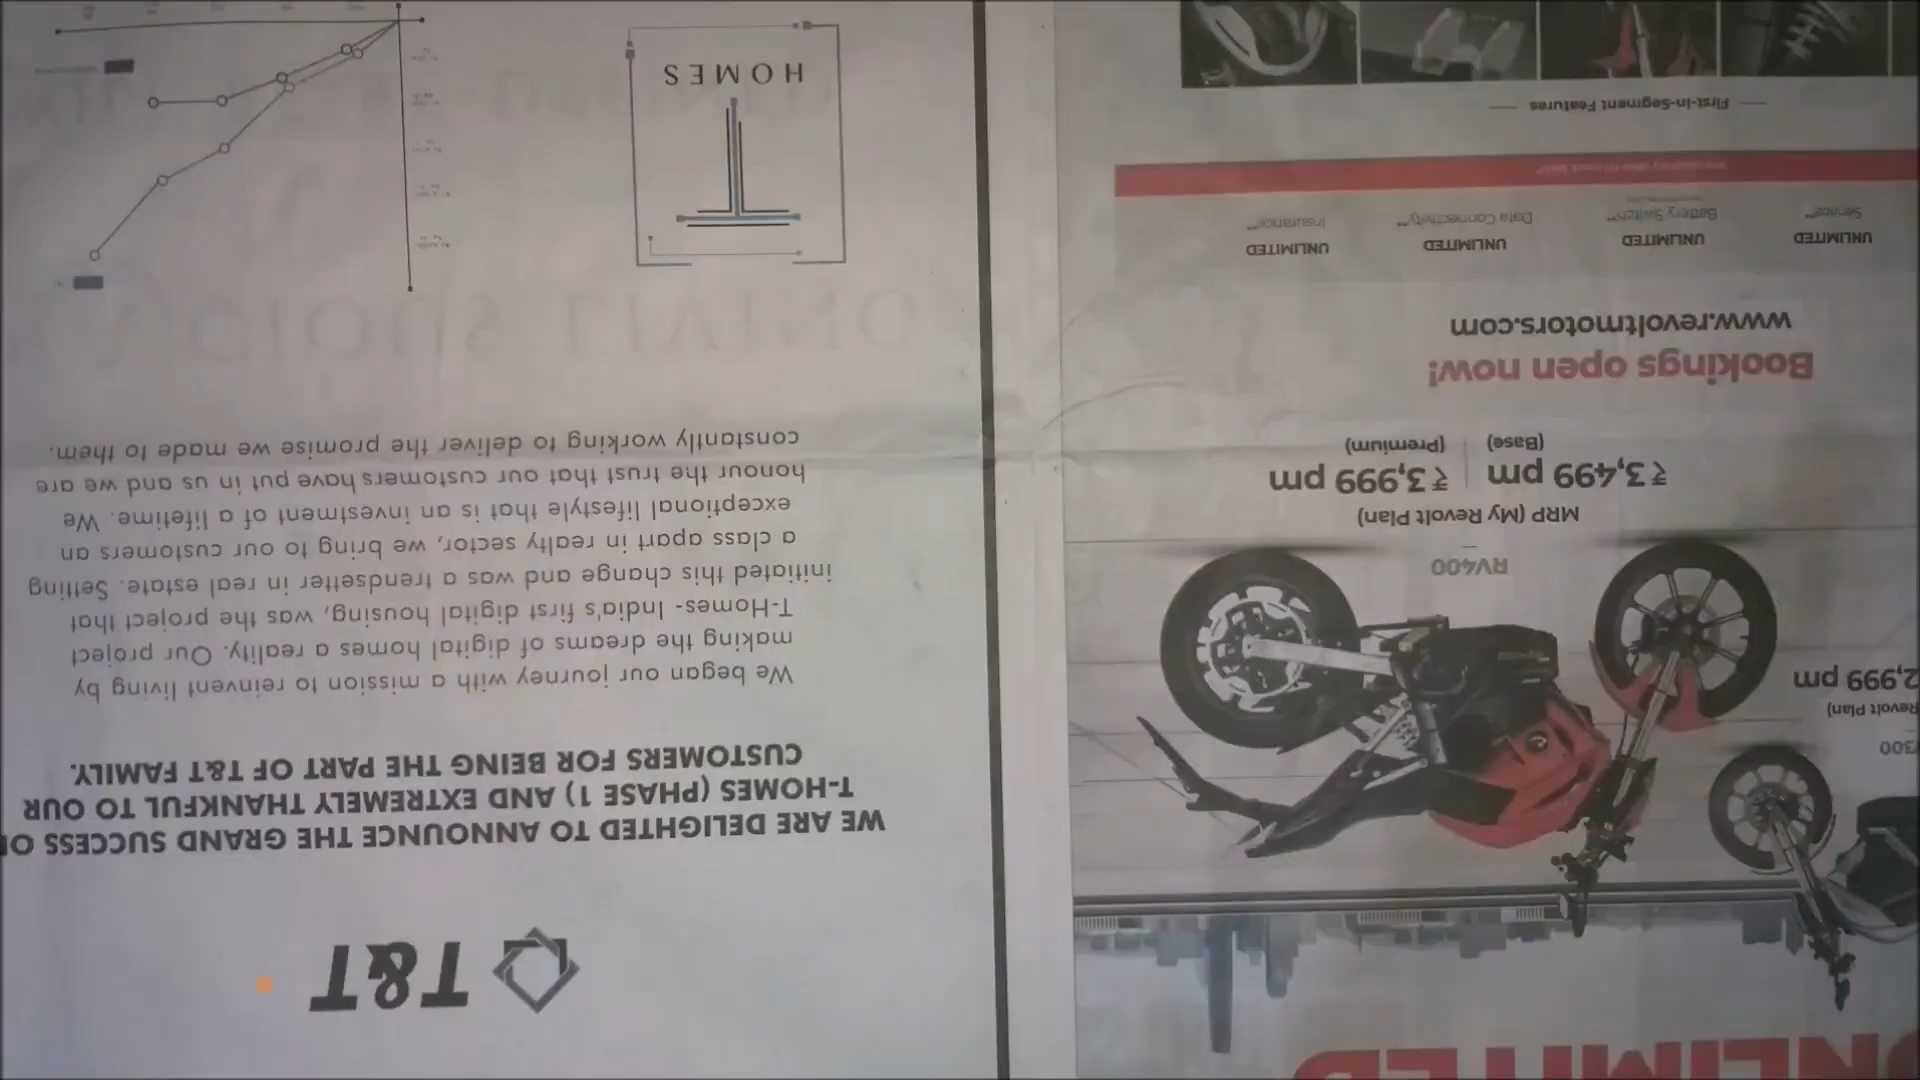 T&T
WE ARE DELIGHTED TO ANNOUNCE THE GRAND SUCCESS
T-HOMES (PHASE 1) AND EXTREMELY THANKFUL TO OUR
CUSTOMERS FOR BEING THE PART OF T&T FAMILY.
We began our journey with a mission to reinvent living by
making the dreams of digital homes a reality. Our project
T-Homes- India's first digital housing, was the project that
initiated this change and was a trendsetter in real estate. Setting
a class apart in realty sector, we bring to our customers an
exceptional lifestyle that is an investment of a lifetime. We
honour the trust that our customers have put in us and we are
constantly working to deliver the promise we made to them.
T
HOMES
NLIMITED
300
Revolt Plan)
2,999 pm
RV400
MRP (My Revolt Plan)
₹3,499 pm | ₹3,999 pm
(Base) (Premium)
Bookings open now!
www.revoltmotors.com
UNLIMITED UNLIMITED UNLIMITED UNLIMITED
Service** Battery Switch** Data Connectivity** Insurance**
First-In-Segment Features